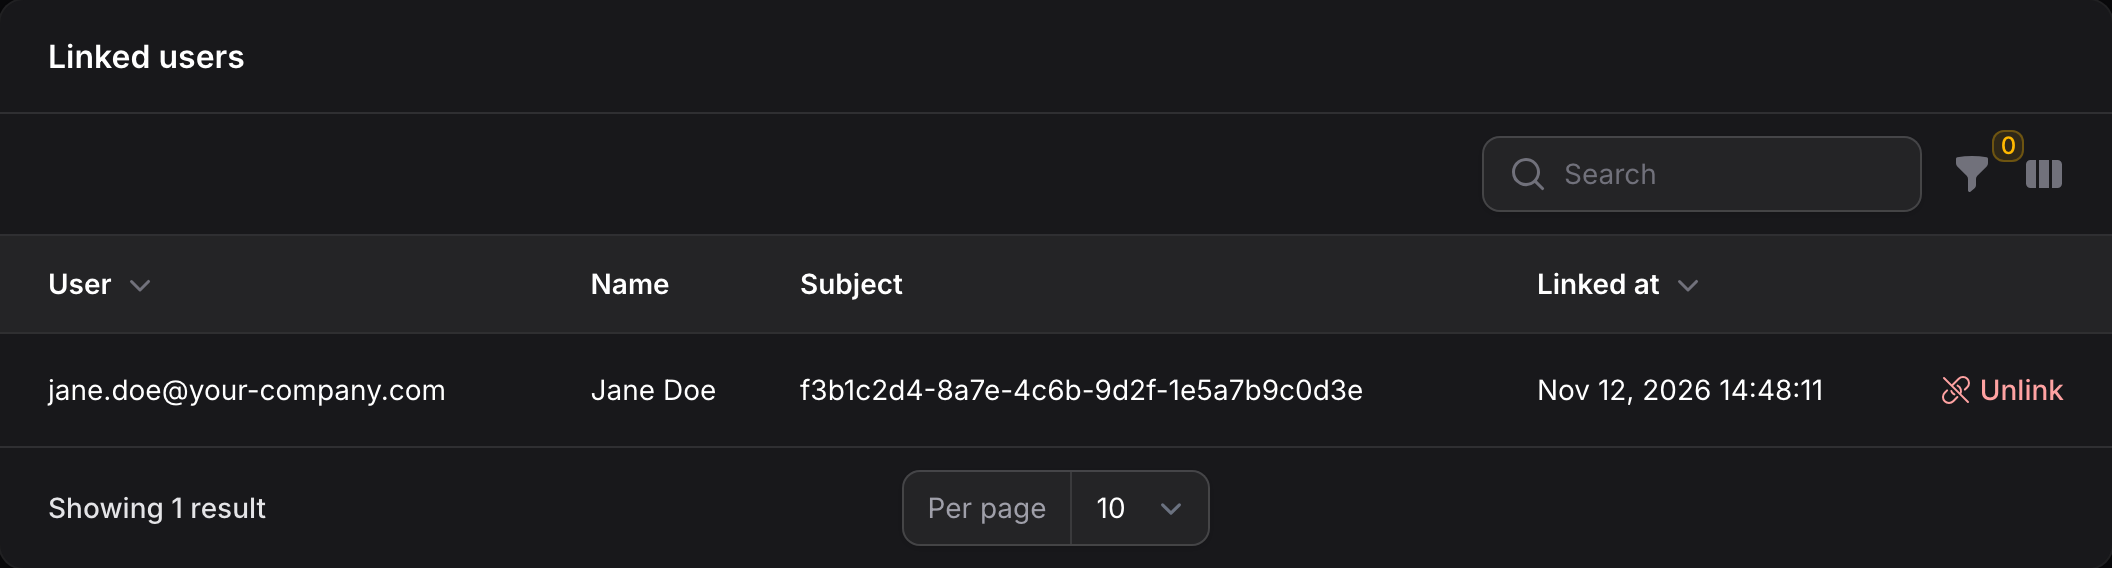 Linked users
Search
0
User Name Subject Linked at
jane.doe@your-company.com Jane Doe f3b1c2d4-8a7e-4c6b-9d2f-1e5a7b9c0d3e Nov 12, 2026 14:48:11 Unlink
Showing 1 result Per page 10